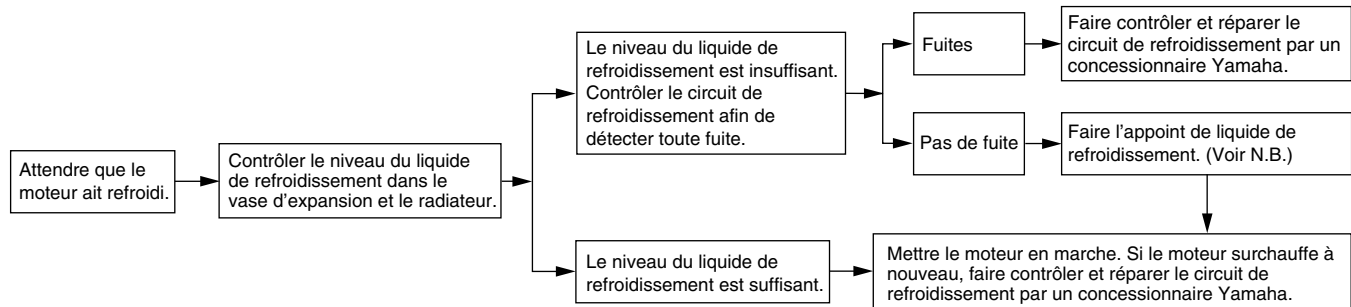 Attendre que le
moteur ait refroidi.
Contrôler le niveau du liquide
de refroidissement dans le
vase d'expansion et le radiateur.
Le niveau du liquide de
refroidissement est insuffisant.
Contrôler le circuit de
refroidissement afin de
détecter toute fuite.
Fuites
Faire contrôler et réparer le
circuit de refroidissement par un
concessionnaire Yamaha.
Pas de fuite
Faire l'appoint de liquide de
refroidissement. (Voir N.B.)
Le niveau du liquide de
refroidissement est suffisant.
Mettre le moteur en marche. Si le moteur surchauffe à
nouveau, faire contrôler et réparer le circuit de
refroidissement par un concessionnaire Yamaha.